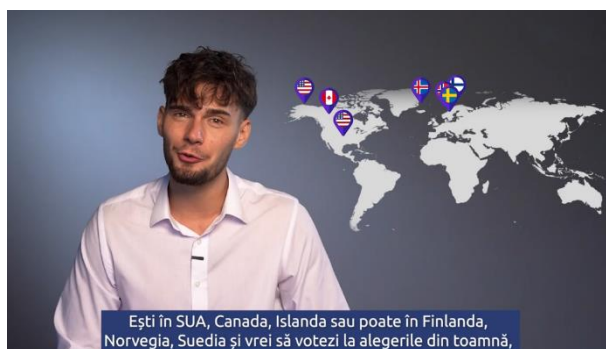 Ești în SUA, Canada, Islanda sau poate în Finlanda,
Norvegia, Suedia și vrei să votezi la alegerile din toamnă,